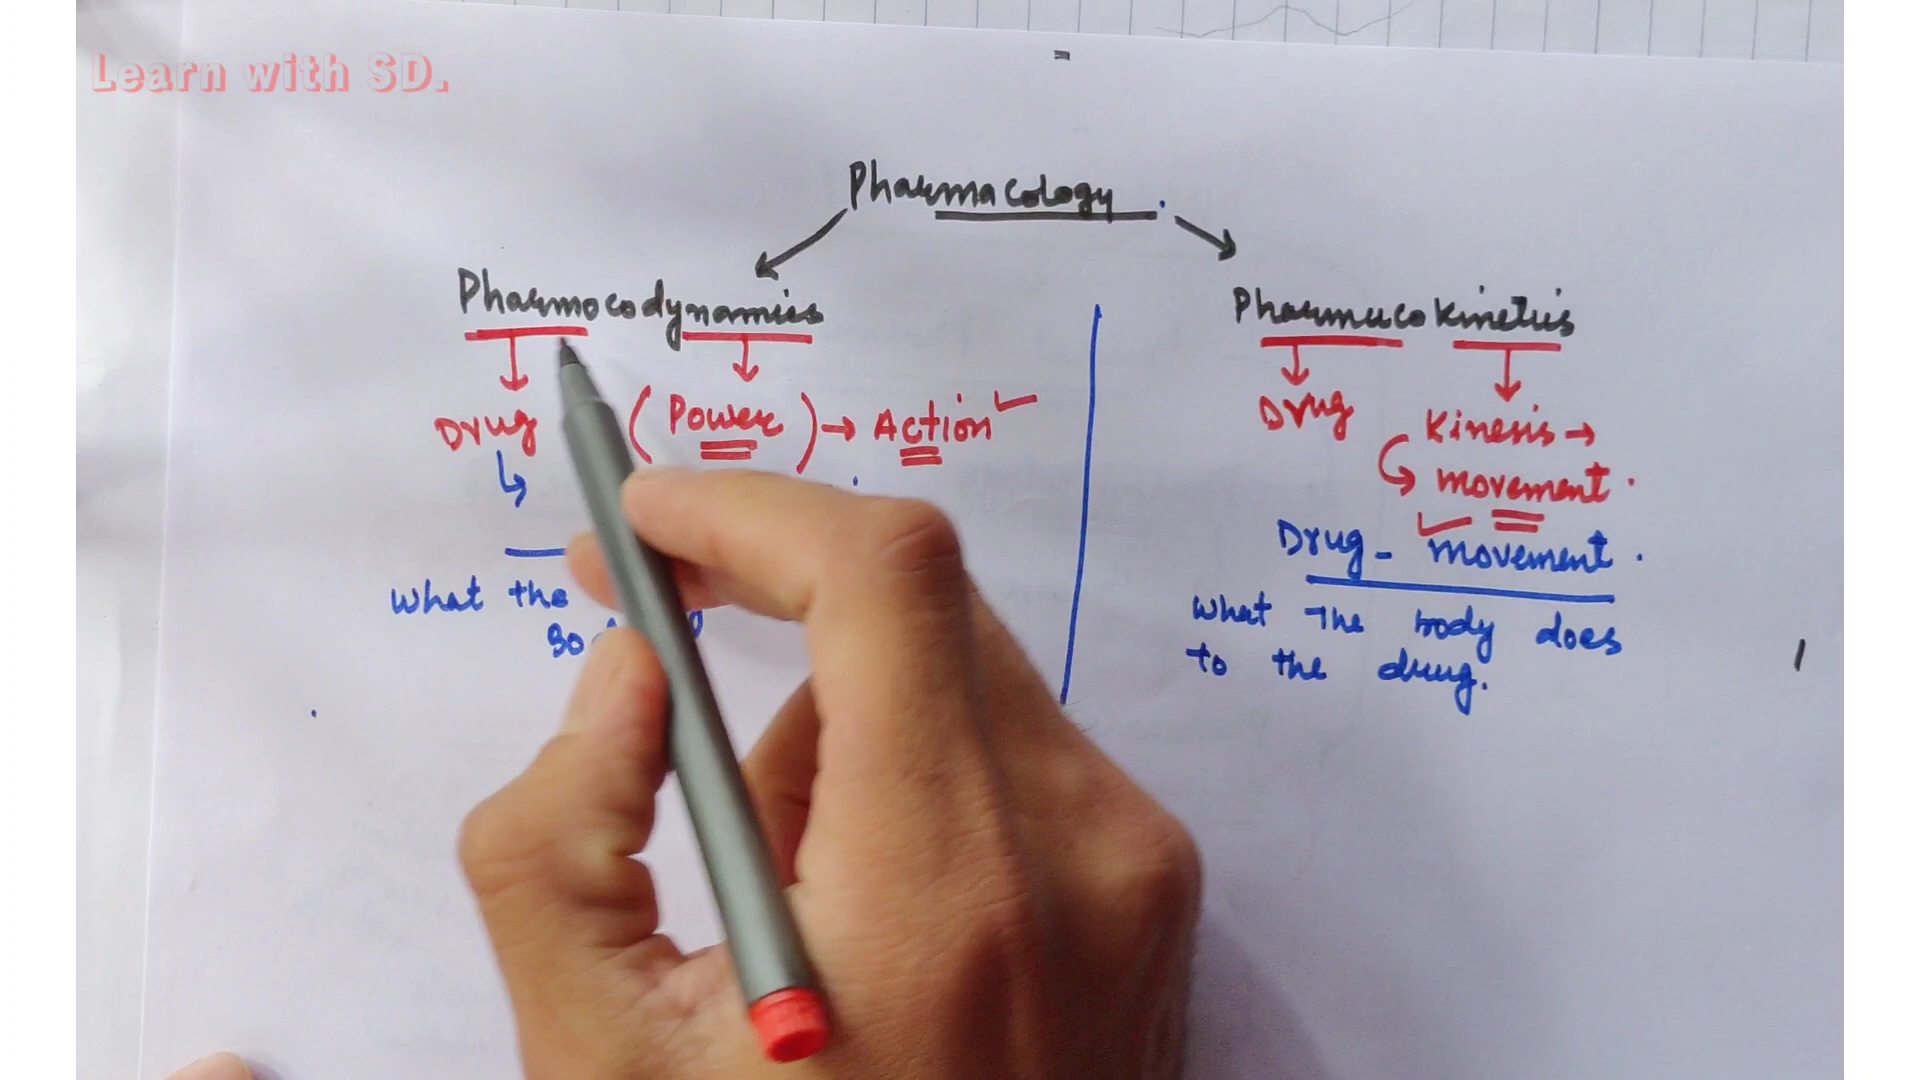 Learn with SD.
Pharmacology
Pharmocodynamics
Drug
(Power) → Action ✓
What the
Pharmucokinetis
Drug
Kinesis →
movement.
Drug - movement.
What The body does
to the drug.